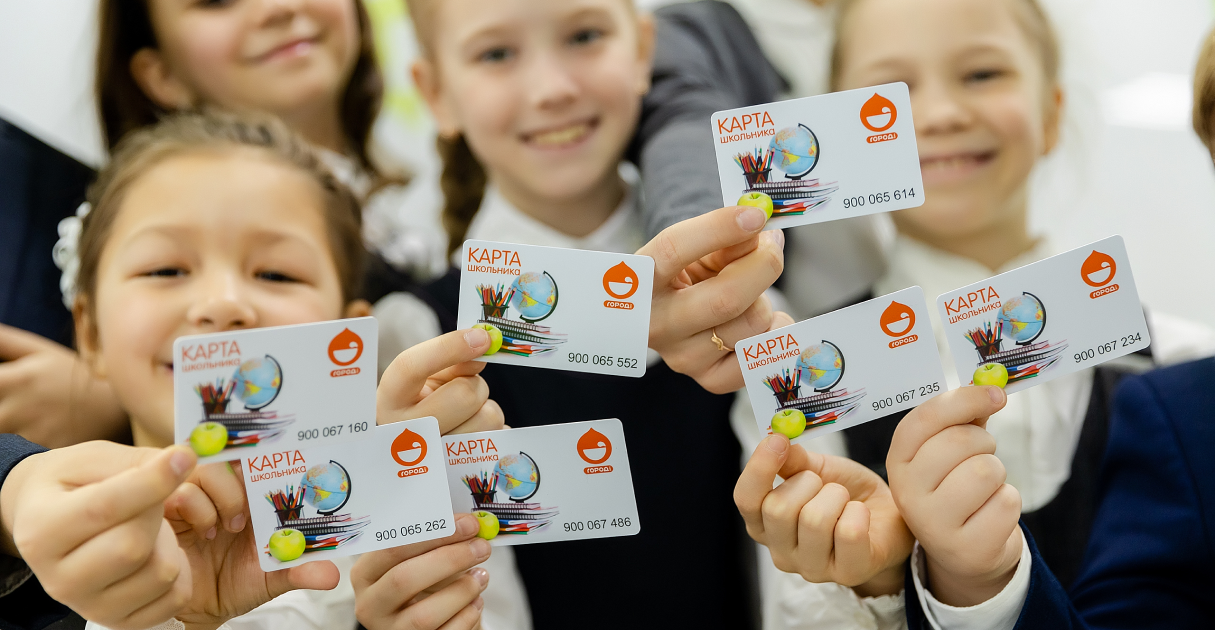 КАРТА
ШКОЛЬНИКА
ГОРОД!
900 065 614
КАРТА
ШКОЛЬНИКА
ГОРОД!
900 065 552
КАРТА
ШКОЛЬНИКА
ГОРОД!
900 067 234
КАРТА
ШКОЛЬНИКА
ГОРОД!
900 067 235
КАРТА
ШКОЛЬНИКА
ГОРОД!
900 067 160
КАРТА
ШКОЛЬНИКА
ГОРОД!
900 065 262
КАРТА
ШКОЛЬНИКА
ГОРОД!
900 067 486